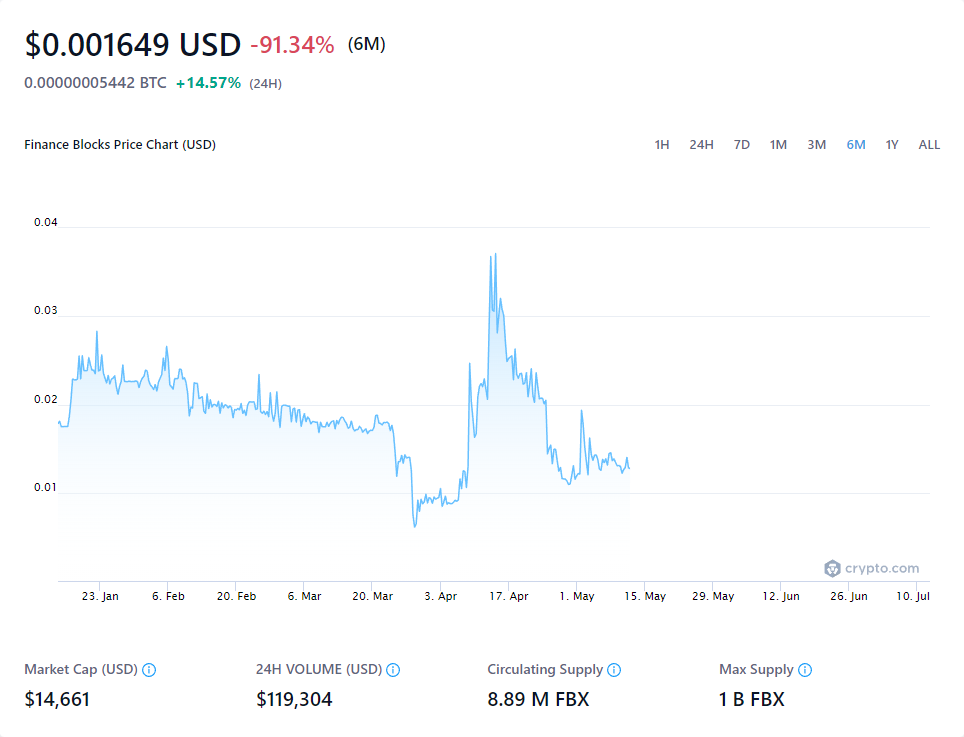 $0.001649 USD -91.34% (6M)
0.00000005442 BTC +14.57% (24H)
Finance Blocks Price Chart (USD) 1H 24H 7D 1M 3M 6M 1Y ALL
0.04
0.03
0.02
0.01
crypto.com
23. Jan 6. Feb 20. Feb 6. Mar 20. Mar 3. Apr 17. Apr 1. May 15. May 29. May 12. Jun 26. Jun 10. Jul
Market Cap (USD) 24H VOLUME (USD) Circulating Supply Max Supply
$14,661 $119,304 8.89 M FBX 1 B FBX